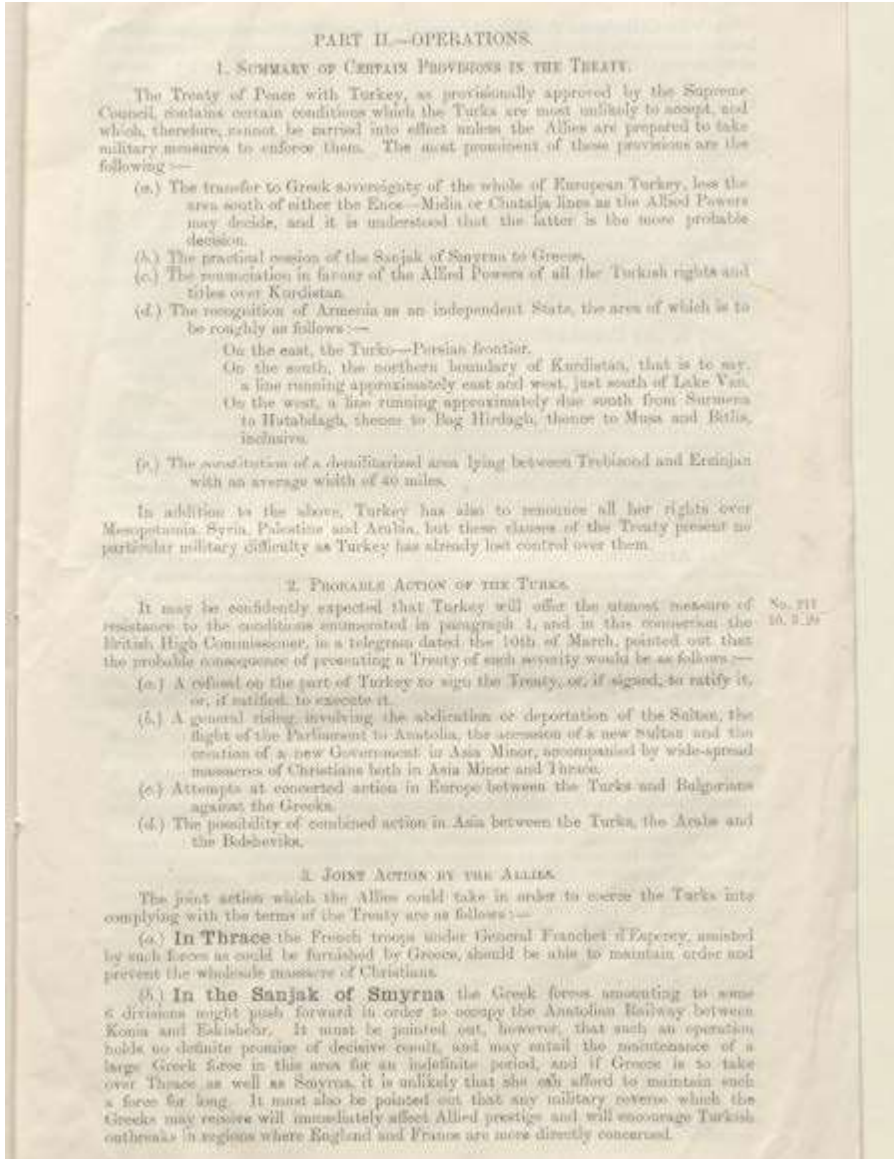 PART II.—OPERATIONS.
1. SUMMARY OF CERTAIN PROVISIONS IN THE TREATY.
The Treaty of Peace with Turkey, as provisionally approved by the Supreme
Council, contains certain conditions which the Turks are most unlikely to accept, and
which, therefore, cannot be carried into effect unless the Allies are prepared to take
military measures to enforce them. The most prominent of these provisions are the
following :—
(a.) The transfer to Greek sovereignty of the whole of European Turkey, less the
area south of either the Enos—Midia or Chatalja lines as the Allied Powers
may decide, and it is understood that the latter is the more probable
decision.
(b.) The practical cession of the Sanjak of Smyrna to Greece.
(c.) The renunciation in favour of the Allied Powers of all the Turkish rights and
titles over Kurdistan.
(d.) The recognition of Armenia as an independent State, the area of which is to
be roughly as follows :—
On the east, the Turko—Persian frontier.
On the south, the northern boundary of Kurdistan, that is to say,
a line running approximately east and west, just south of Lake Van.
On the west, a line running approximately due south from Surmena
to Hutabdagh, thence to Bog Hirdagh, thence to Musa and Bitlis,
inclusive.
(e.) The constitution of a demilitarized area lying between Trebizond and Erzinjan
with an average width of 40 miles.
In addition to the above, Turkey has also to renounce all her rights over
Mesopotamia, Syria, Palestine and Arabia, but these clauses of the Treaty present no
particular military difficulty as Turkey has already lost control over them.
2. PROBABLE ACTION OF THE TURKS.
It may be confidently expected that Turkey will offer the utmost measure of
resistance to the conditions enumerated in paragraph 1, and in this connection the
British High Commissioner, in a telegram dated the 10th of March, pointed out that
the probable consequence of presenting a Treaty of such severity would be as follows :—
No.
(a.) A refusal on the part of Turkey to sign the Treaty, or, if signed, to ratify it,
or, if ratified, to execute it.
(b.) A general rising, involving the abdication or deportation of the Sultan, the
flight of the Parliament to Anatolia, the accession of a new Sultan and the
creation of a new Government in Asia Minor, accompanied by wide-spread
massacres of Christians both in Asia Minor and Thrace.
(c.) Attempts at concerted action in Europe between the Turks and Bulgarians
against the Greeks.
(d.) The possibility of combined action in Asia between the Turks, the Arabs and
the Bolsheviks.
3. JOINT ACTION BY THE ALLIES.
The joint action which the Allies could take in order to coerce the Turks into
complying with the terms of the Treaty are as follows :—
(a.) In Thrace the French troops under General Franchet d'Esperey, assisted
by such forces as could be furnished by Greece, should be able to maintain order and
prevent the wholesale massacre of Christians.
(b.) In the Sanjak of Smyrna the Greek forces amounting to some
6 divisions might push forward in order to occupy the Anatolian Railway between
Konia and Eskishehr. It must be pointed out, however, that such an operation
holds no definite promise of decisive result, and may entail the maintenance of a
large Greek force in this area for an indefinite period, and if Greece is to take
over Thrace as well as Smyrna, it is unlikely that she can afford to maintain such
a force for long. It must also be pointed out that any military reverse which the
Greeks may receive will immediately affect Allied prestige and will encourage Turkish
outbreaks in regions where England and France are more directly concerned.